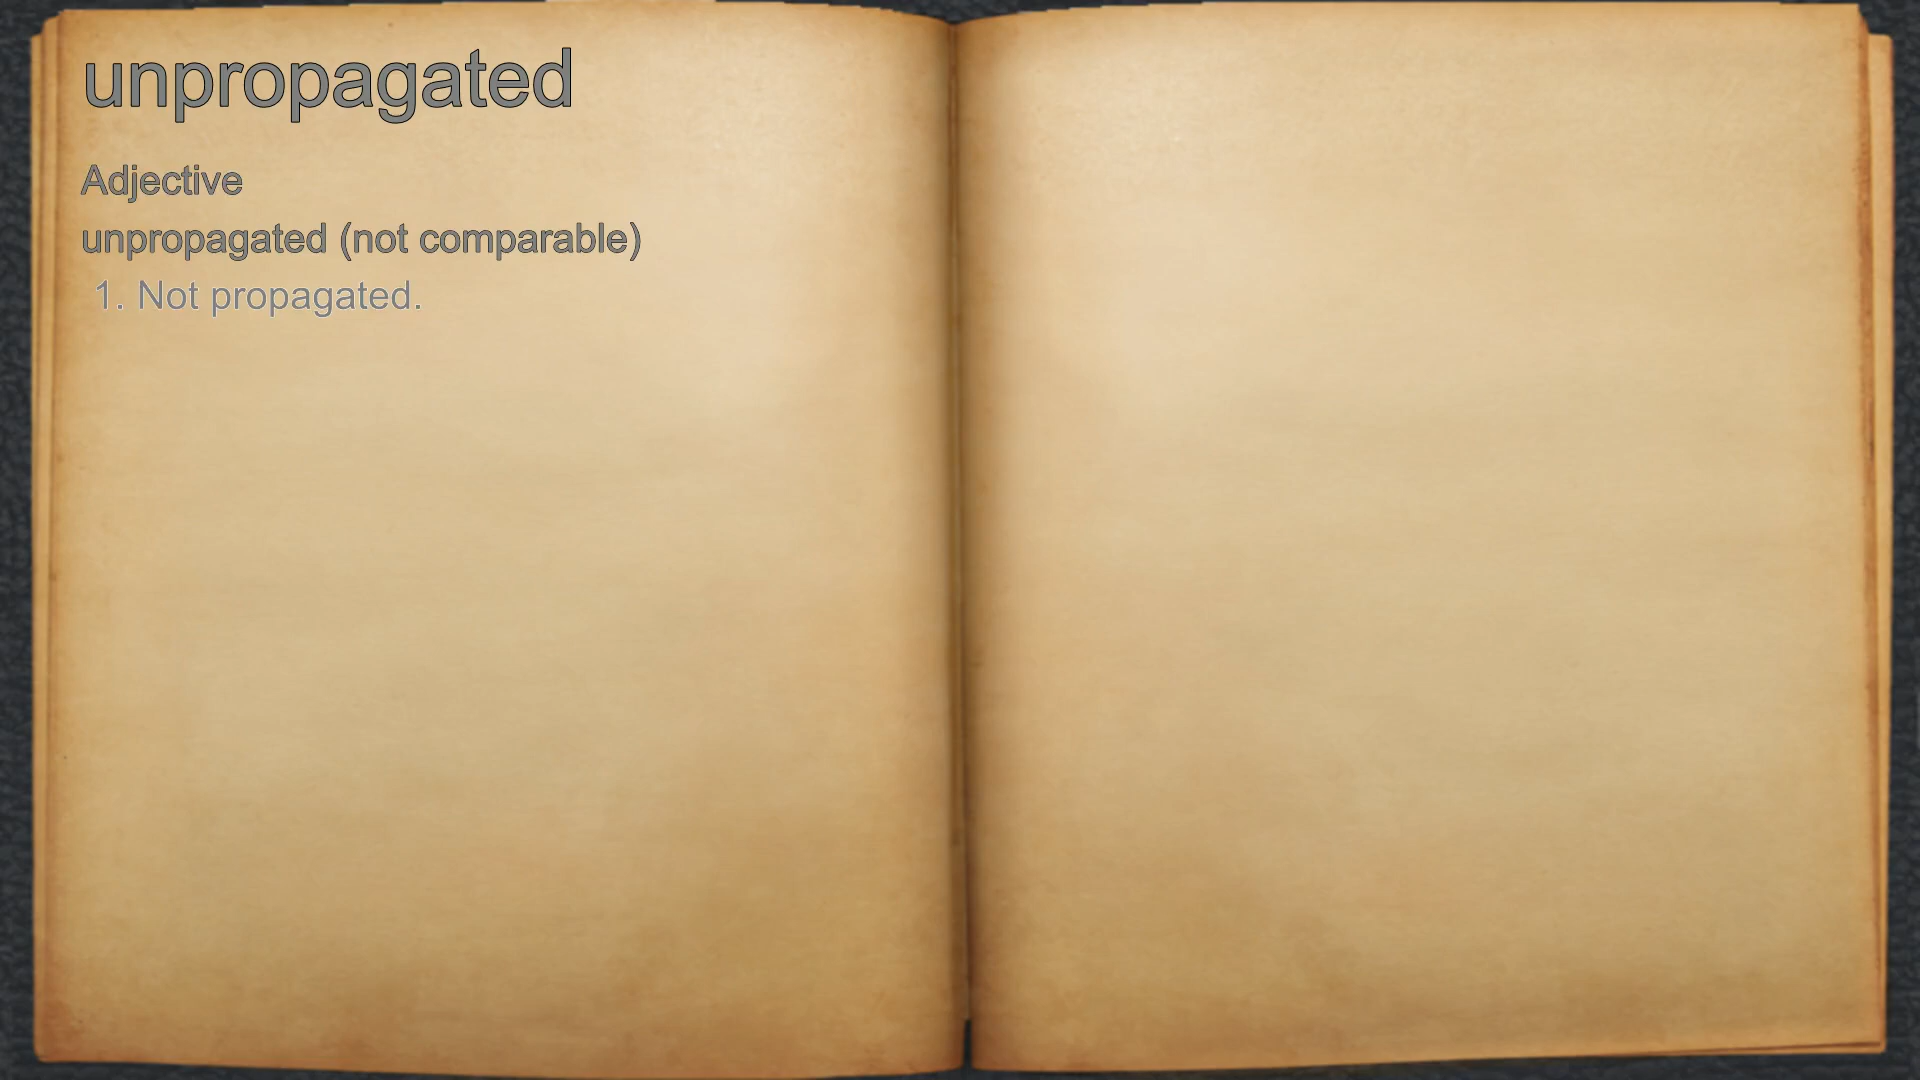 unpropagated
Adjective
unpropagated (not comparable)
1. Not propagated.